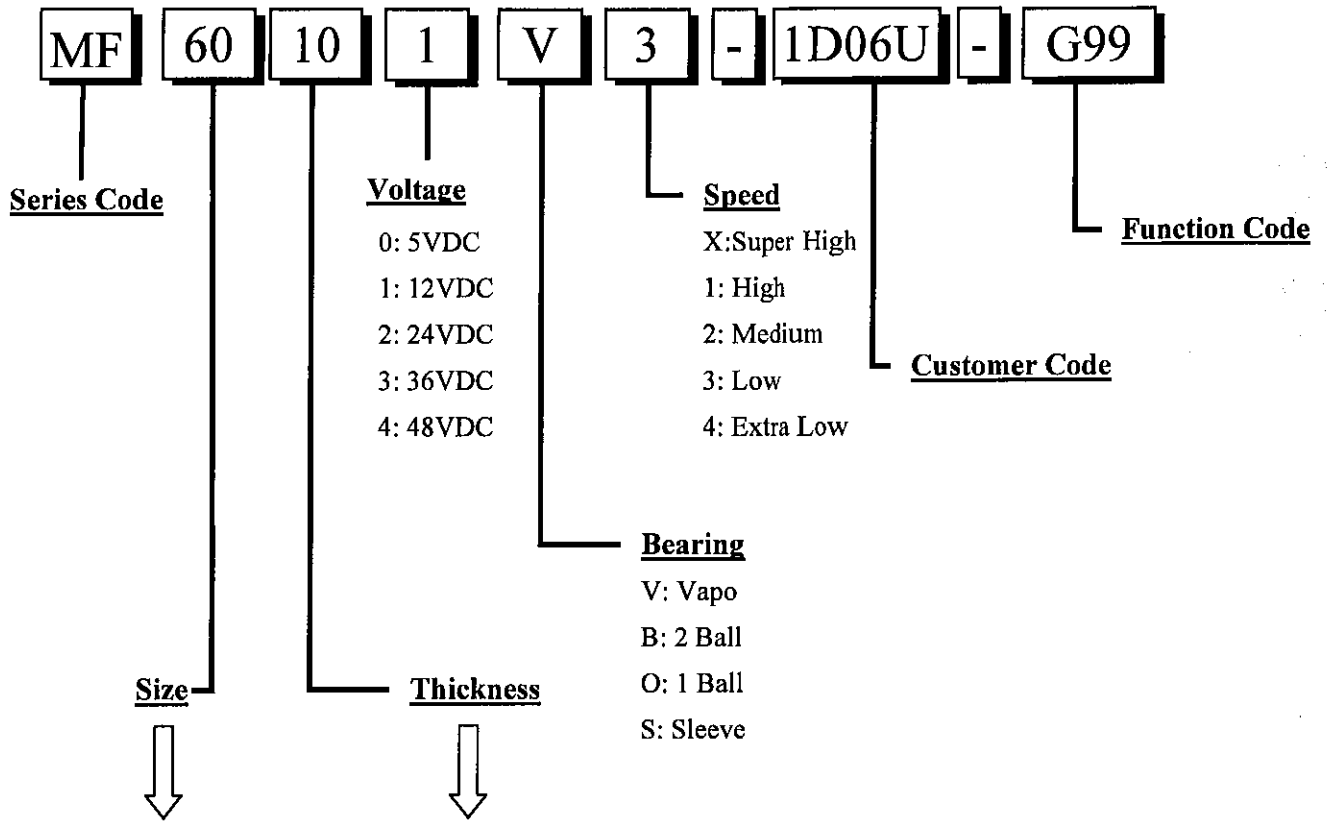 MF 60 10 1 V 3 - 1D06U - G99
Series Code
Voltage
0: 5VDC
1: 12VDC
2: 24VDC
3: 36VDC
4: 48VDC
Speed
X:Super High
1: High
2: Medium
3: Low
4: Extra Low
Function Code
Customer Code
Bearing
V: Vapo
B: 2 Ball
O: 1 Ball
S: Sleeve
Size
Thickness